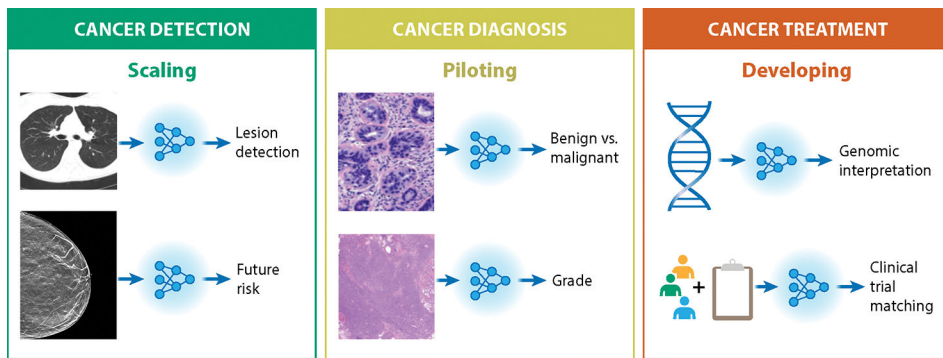 CANCER DETECTION
Scaling
Lesion
detection
Future
risk
CANCER DIAGNOSIS
Piloting
Benign vs.
malignant
Grade
CANCER TREATMENT
Developing
Genomic
interpretation
+
Clinical
trial
matching